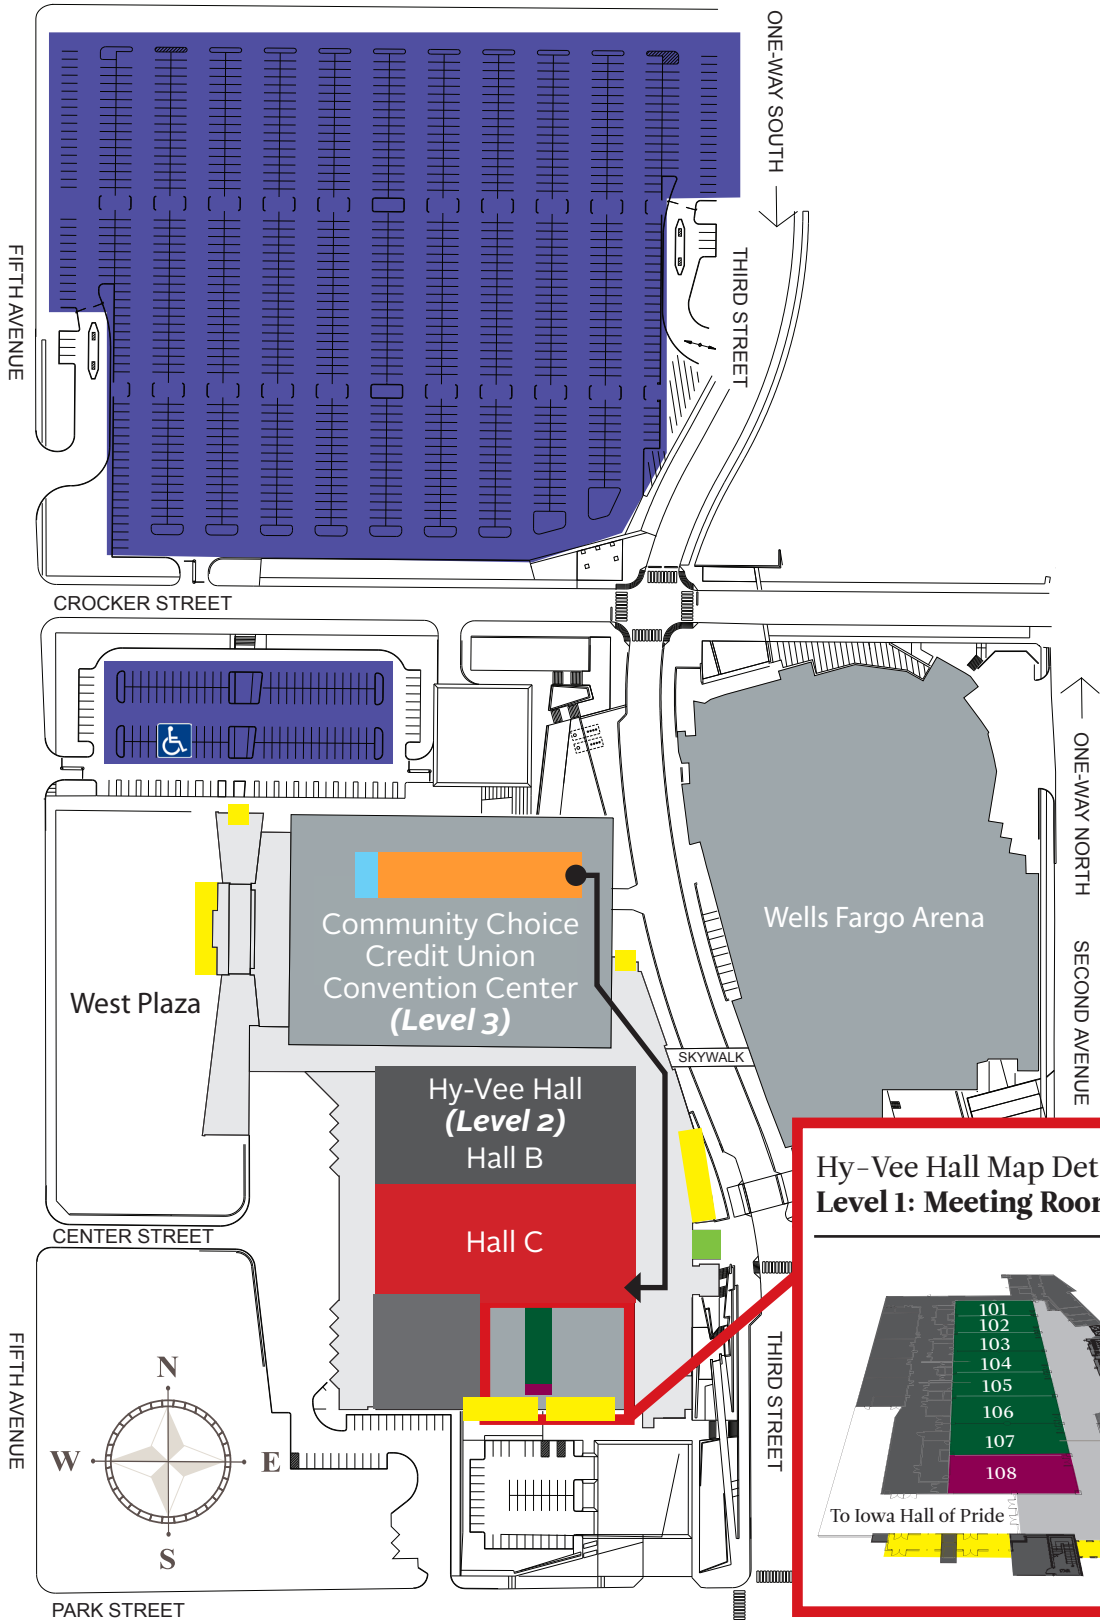 ONE-WAY SOUTH
THIRD STREET
FIFTH AVENUE
CROCKER STREET
ONE-WAY NORTH
SECOND AVENUE
Community Choice
Credit Union
Convention Center
(Level 3)
Wells Fargo Arena
West Plaza
SKYWALK
Hy-Vee Hall
(Level 2)
Hall B
Hall C
CENTER STREET
Hy-Vee Hall Map Det
Level 1: Meeting Roon
101
102
103
104
105
106
107
108
To Iowa Hall of Pride
THIRD STREET
FIFTH AVENUE
N
W
E
S
PARK STREET